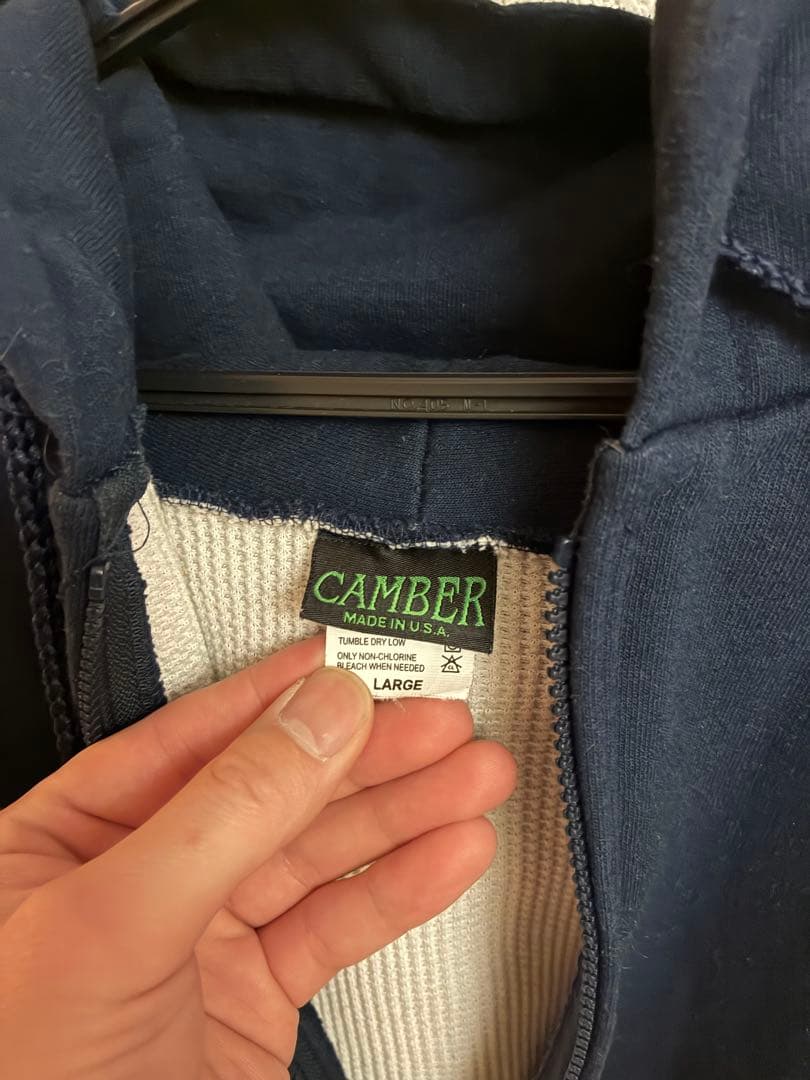 CAMBER
MADE IN U.S.A.
TUMBLE DRY LOW
ONLY NON-CHLORINE
BLEACH WHEN NEEDED
LARGE